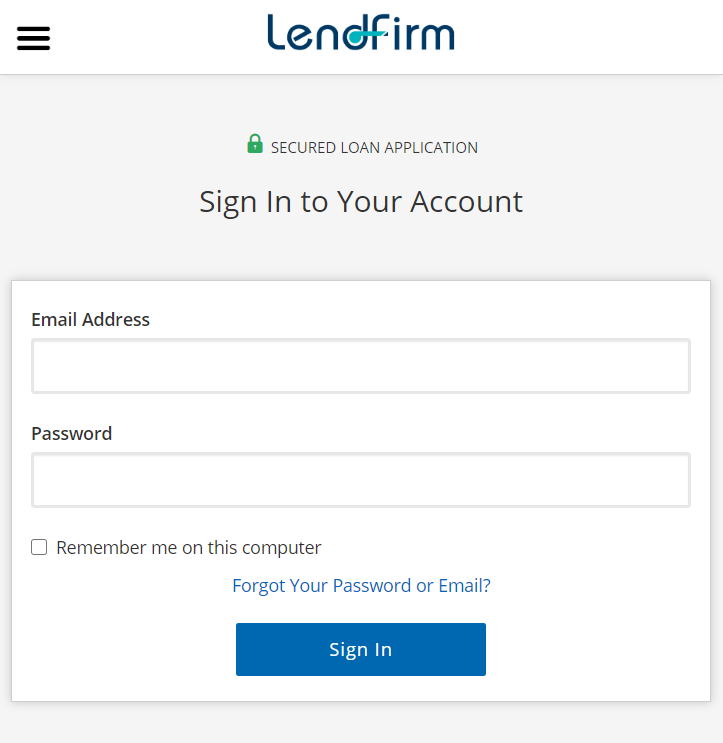 LendFirm
SECURED LOAN APPLICATION
Sign In to Your Account
Email Address
Password
Remember me on this computer
Forgot Your Password or Email?
Sign In